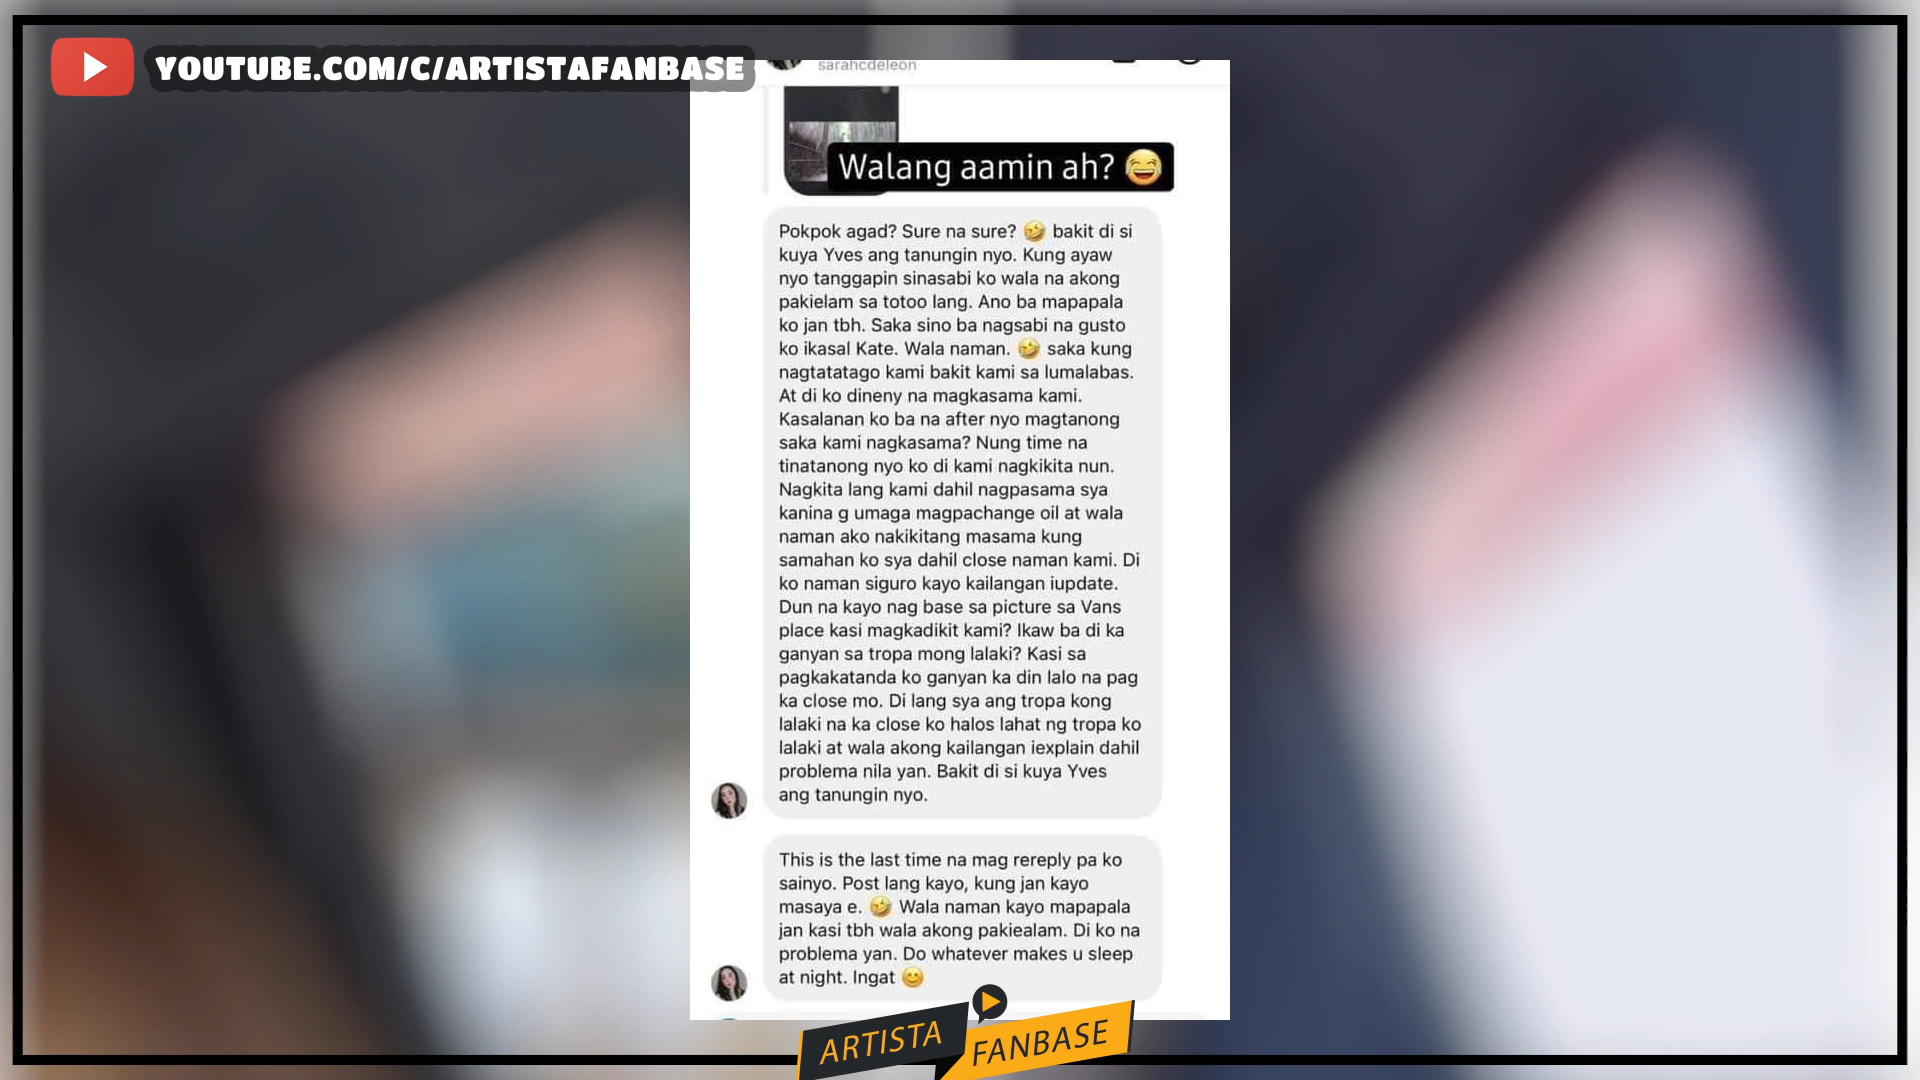 YOUTUBE.COM/C/ARTISTAFANBASE
sarahcdeleon
Walang aamin ah? 😂
Pokpok agad? Sure na sure? 🤣 bakit di si
kuya Yves ang tanungin nyo. Kung ayaw
nyo tanggapin sinasabi ko wala na akong
pakielam sa totoo lang. Ano ba mapapala
ko jan tbh. Saka sino ba nagsabi na gusto
ko ikasal Kate. Wala naman. 🤣 saka kung
nagtatatago kami bakit kami sa lumalabas.
At di ko dineny na magkasama kami.
Kasalanan ko ba na after nyo magtanong
saka kami nagkasama? Nung time na
tinatanong nyo ko di kami nagkikita nun.
Nagkita lang kami dahil nagpasama sya
kanina g umaga magpachange oil at wala
naman ako nakikitang masama kung
samahan ko sya dahil close naman kami. Di
ko naman siguro kayo kailangan iupdate.
Dun na kayo nag base sa picture sa Vans
place kasi magkadikit kami? Ikaw ba di ka
ganyan sa tropa mong lalaki? Kasi sa
pagkakatanda ko ganyan ka din lalo na pag
ka close mo. Di lang sya ang tropa kong
lalaki na ka close ko halos lahat ng tropa ko
lalaki at wala akong kailangan iexplain dahil
problema nila yan. Bakit di si kuya Yves
ang tanungin nyo.
This is the last time na mag rereply pa ko
sainyo. Post lang kayo, kung jan kayo
masaya e. 🤣 Wala naman kayo mapapala
jan kasi tbh wala akong pakiealam. Di ko na
problema yan. Do whatever makes u sleep
at night. Ingat 😊
ARTISTA
FANBASE